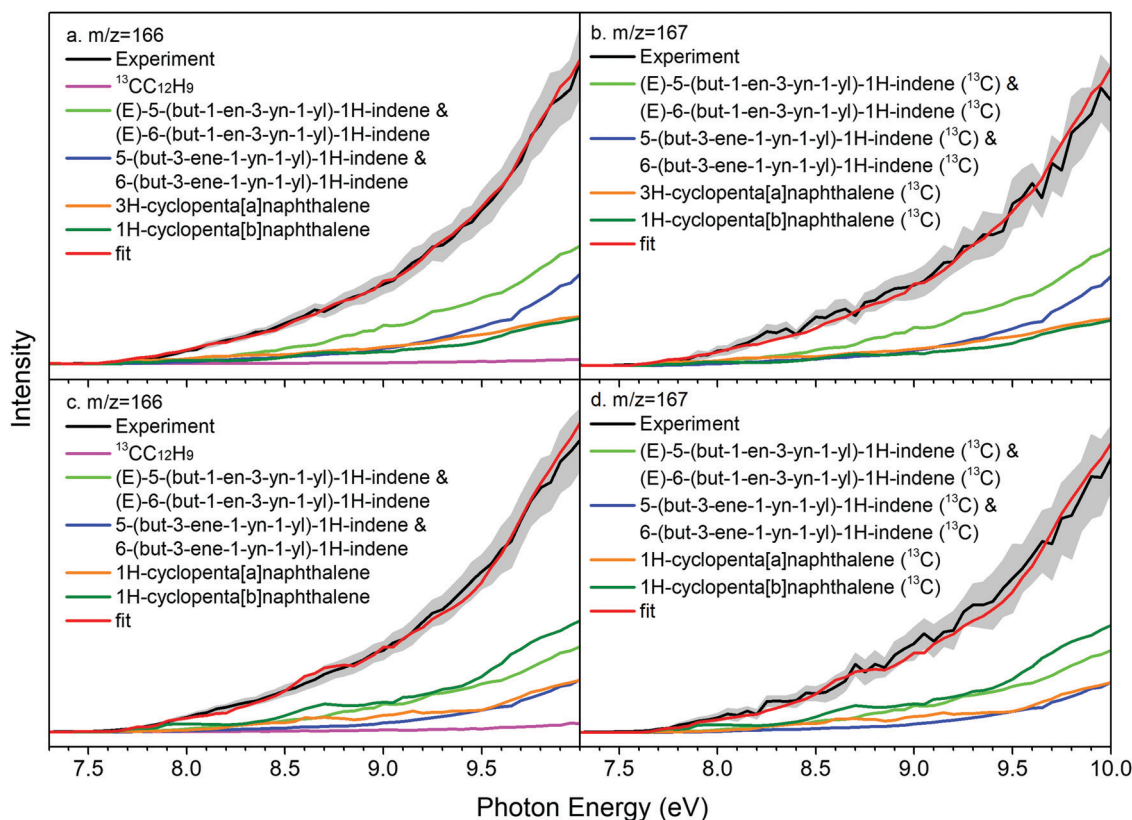 a. m/z=166
Experiment
¹³CC₁₂H₉
(E)-5-(but-1-en-3-yn-1-yl)-1H-indene &
(E)-6-(but-1-en-3-yn-1-yl)-1H-indene
5-(but-3-ene-1-yn-1-yl)-1H-indene &
6-(but-3-ene-1-yn-1-yl)-1H-indene
3H-cyclopenta[a]naphthalene
1H-cyclopenta[b]naphthalene
fit
b. m/z=167
Experiment
(E)-5-(but-1-en-3-yn-1-yl)-1H-indene (¹³C) &
(E)-6-(but-1-en-3-yn-1-yl)-1H-indene (¹³C)
5-(but-3-ene-1-yn-1-yl)-1H-indene (¹³C) &
6-(but-3-ene-1-yn-1-yl)-1H-indene (¹³C)
3H-cyclopenta[a]naphthalene (¹³C)
1H-cyclopenta[b]naphthalene (¹³C)
fit
Intensity
c. m/z=166
Experiment
¹³CC₁₂H₉
(E)-5-(but-1-en-3-yn-1-yl)-1H-indene &
(E)-6-(but-1-en-3-yn-1-yl)-1H-indene
5-(but-3-ene-1-yn-1-yl)-1H-indene &
6-(but-3-ene-1-yn-1-yl)-1H-indene
1H-cyclopenta[a]naphthalene
1H-cyclopenta[b]naphthalene
fit
d. m/z=167
Experiment
(E)-5-(but-1-en-3-yn-1-yl)-1H-indene (¹³C) &
(E)-6-(but-1-en-3-yn-1-yl)-1H-indene (¹³C)
5-(but-3-ene-1-yn-1-yl)-1H-indene (¹³C) &
6-(but-3-ene-1-yn-1-yl)-1H-indene (¹³C)
1H-cyclopenta[a]naphthalene (¹³C)
1H-cyclopenta[b]naphthalene (¹³C)
fit
7.5 8.0 9.0 9.5 7.5 8.0 9.0 9.5 10.0
Photon Energy (eV)